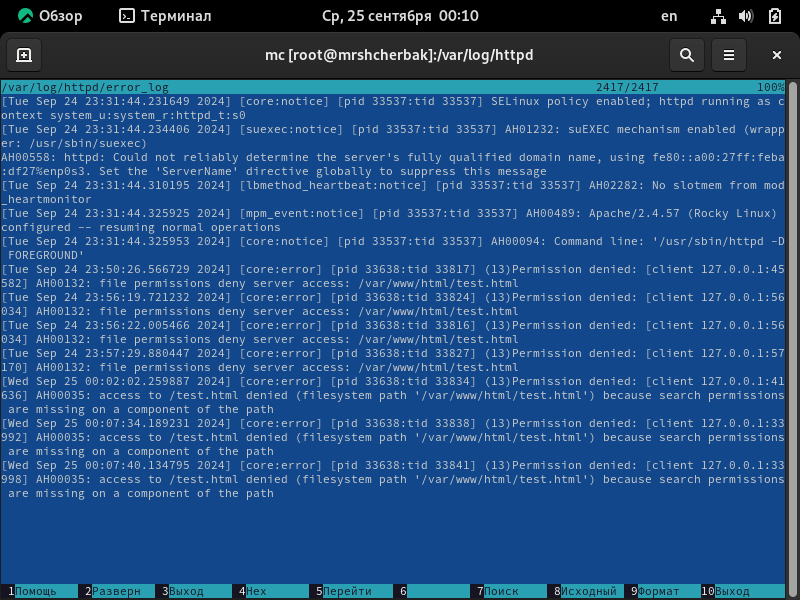 Обзор Терминал Ср, 25 сентября 00:10 en
mc [root@mrshcherbak]:/var/log/httpd
/var/log/httpd/error_log 2417/2417 100%
[Tue Sep 24 23:31:44.231649 2024] [core:notice] [pid 33537:tid 33537] SELinux policy enabled; httpd running as c
ontext system_u:system_r:httpd_t:s0
[Tue Sep 24 23:31:44.234406 2024] [suexec:notice] [pid 33537:tid 33537] AH01232: suEXEC mechanism enabled (wrapp
er: /usr/sbin/suexec)
AH00558: httpd: Could not reliably determine the server's fully qualified domain name, using fe80::a00:27ff:feba
:df27%enp0s3. Set the 'ServerName' directive globally to suppress this message
[Tue Sep 24 23:31:44.310195 2024] [lbmethod_heartbeat:notice] [pid 33537:tid 33537] AH02282: No slotmem from mod
_heartmonitor
[Tue Sep 24 23:31:44.325925 2024] [mpm_event:notice] [pid 33537:tid 33537] AH00489: Apache/2.4.57 (Rocky Linux)
configured -- resuming normal operations
[Tue Sep 24 23:31:44.325953 2024] [core:notice] [pid 33537:tid 33537] AH00094: Command line: '/usr/sbin/httpd -D
FOREGROUND'
[Tue Sep 24 23:50:26.566729 2024] [core:error] [pid 33638:tid 33817] (13)Permission denied: [client 127.0.0.1:45
582] AH00132: file permissions deny server access: /var/www/html/test.html
[Tue Sep 24 23:56:19.721232 2024] [core:error] [pid 33638:tid 33824] (13)Permission denied: [client 127.0.0.1:56
034] AH00132: file permissions deny server access: /var/www/html/test.html
[Tue Sep 24 23:56:22.005466 2024] [core:error] [pid 33638:tid 33816] (13)Permission denied: [client 127.0.0.1:56
034] AH00132: file permissions deny server access: /var/www/html/test.html
[Tue Sep 24 23:57:29.880447 2024] [core:error] [pid 33638:tid 33827] (13)Permission denied: [client 127.0.0.1:57
170] AH00132: file permissions deny server access: /var/www/html/test.html
[Wed Sep 25 00:02:02.259887 2024] [core:error] [pid 33638:tid 33834] (13)Permission denied: [client 127.0.0.1:41
636] AH00035: access to /test.html denied (filesystem path '/var/www/html/test.html') because search permissions
are missing on a component of the path
[Wed Sep 25 00:07:34.189231 2024] [core:error] [pid 33638:tid 33838] (13)Permission denied: [client 127.0.0.1:33
992] AH00035: access to /test.html denied (filesystem path '/var/www/html/test.html') because search permissions
are missing on a component of the path
[Wed Sep 25 00:07:40.134795 2024] [core:error] [pid 33638:tid 33841] (13)Permission denied: [client 127.0.0.1:33
998] AH00035: access to /test.html denied (filesystem path '/var/www/html/test.html') because search permissions
are missing on a component of the path
1Помощь 2Разверн 3Выход 4Hex 5Перейти 6 7Поиск 8Исходный 9Формат 10Выход